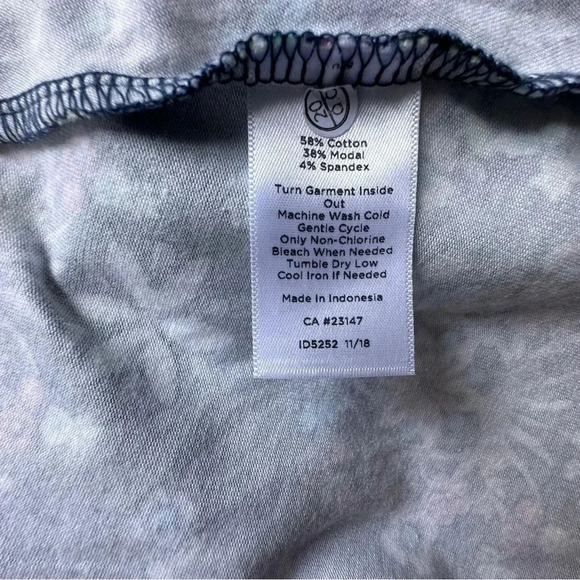 58% Cotton
38% Modal
4% Spandex
Turn Garment Inside
Out
Machine Wash Cold
Gentle Cycle
Only Non-Chlorine
Bleach When Needed
Tumble Dry Low
Cool Iron If Needed
Made in Indonesia
CA #23147
ID5252 11/18